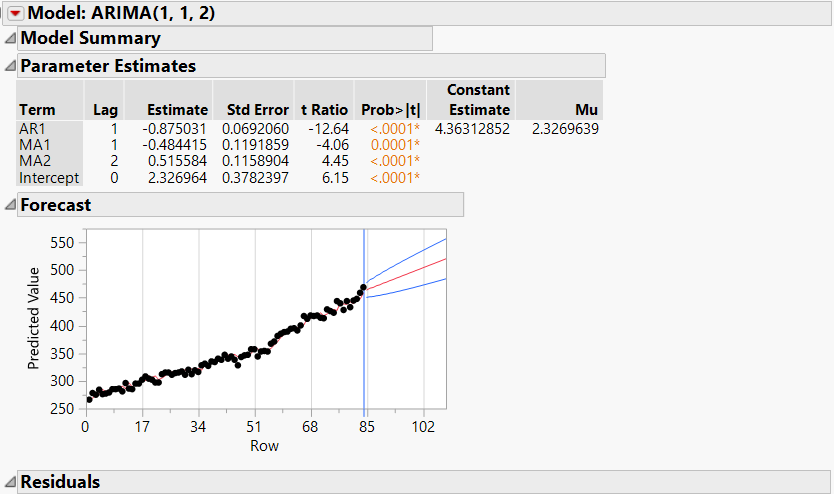 Model: ARIMA(1, 1, 2)
Model Summary
Parameter Estimates
Constant
Term Lag Estimate Std Error t Ratio Prob>|t| Estimate Mu
AR1 1 -0.875031 0.0692060 -12.64 <.0001* 4.36312852 2.3269639
MA1 1 -0.484415 0.1191859 -4.06 0.0001*
MA2 2 0.515584 0.1158904 4.45 <.0001*
Intercept 0 2.326964 0.3782397 6.15 <.0001*
Forecast
Predicted Value
550
500
450
400
350
300
250
0 17 34 51 68 85 102
Row
Residuals